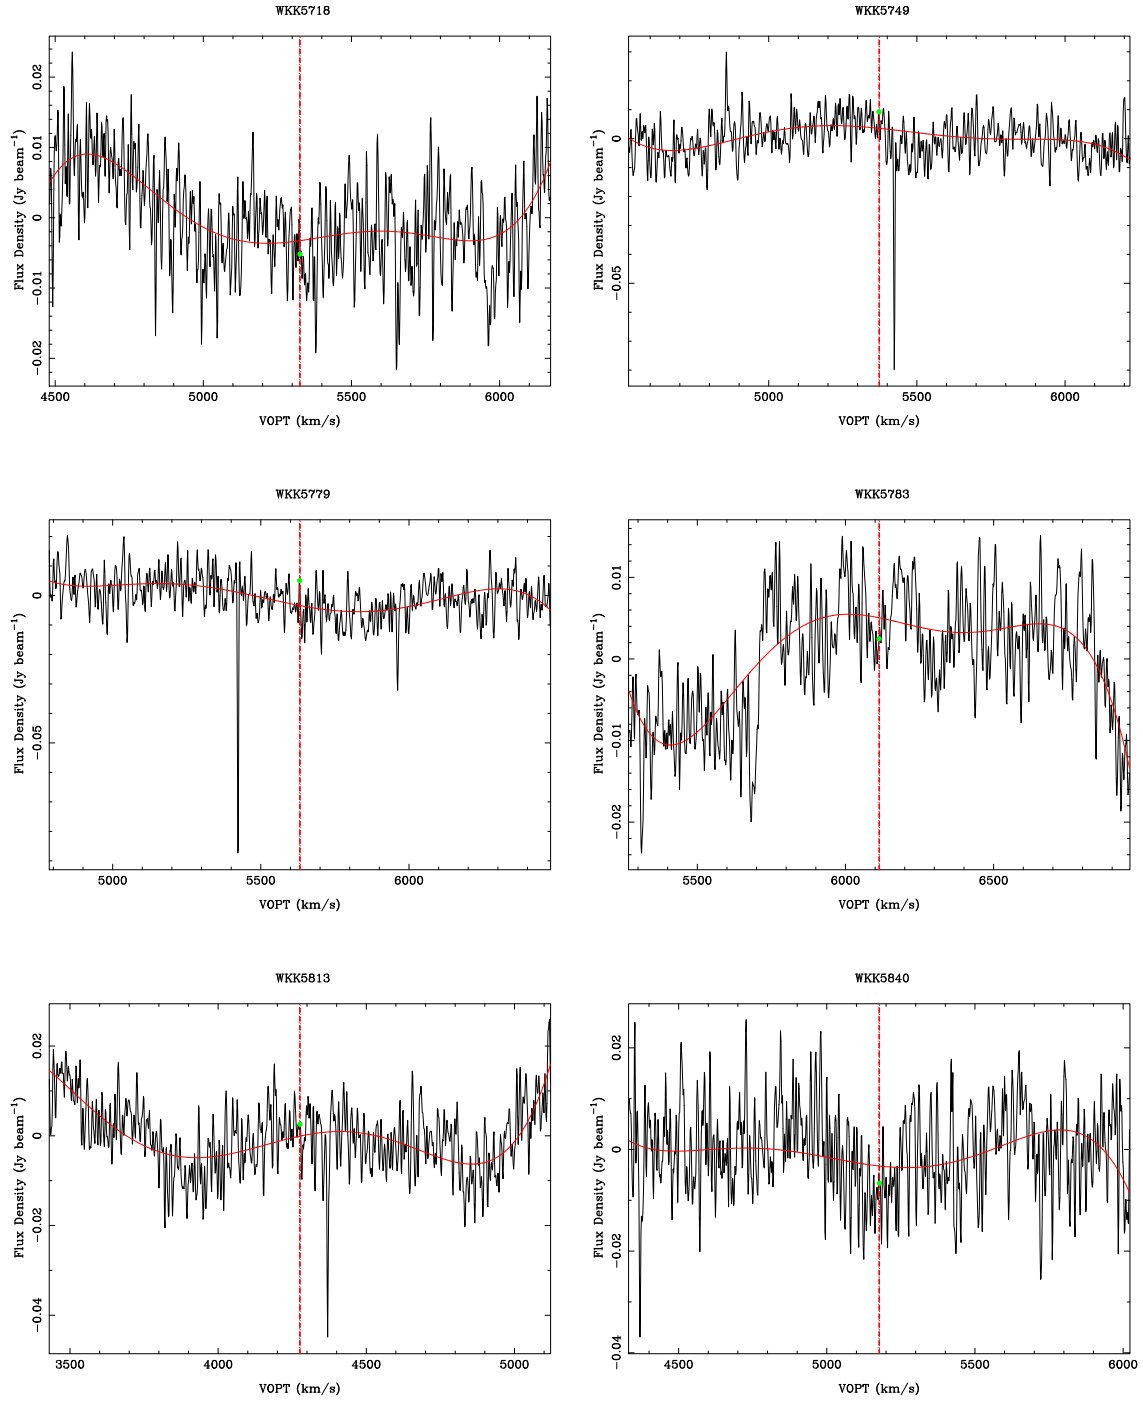 WKK5718
WKK5749
Flux Density (Jy beam⁻¹)
0.02
0.01
0
−0.01
−0.02
4500 5000 5500 6000
VOPT (km/s)
Flux Density (Jy beam⁻¹)
0
−0.05
5000 5500 6000
VOPT (km/s)
WKK5779
WKK5783
Flux Density (Jy beam⁻¹)
0
−0.05
5000 5500 6000
VOPT (km/s)
Flux Density (Jy beam⁻¹)
0.01
0
−0.01
−0.02
5500 6000 6500
VOPT (km/s)
WKK5813
WKK5840
Flux Density (Jy beam⁻¹)
0.02
0
−0.02
−0.04
3500 4000 4500 5000
VOPT (km/s)
Flux Density (Jy beam⁻¹)
0.02
0
−0.02
−0.04
4500 5000 5500 6000
VOPT (km/s)